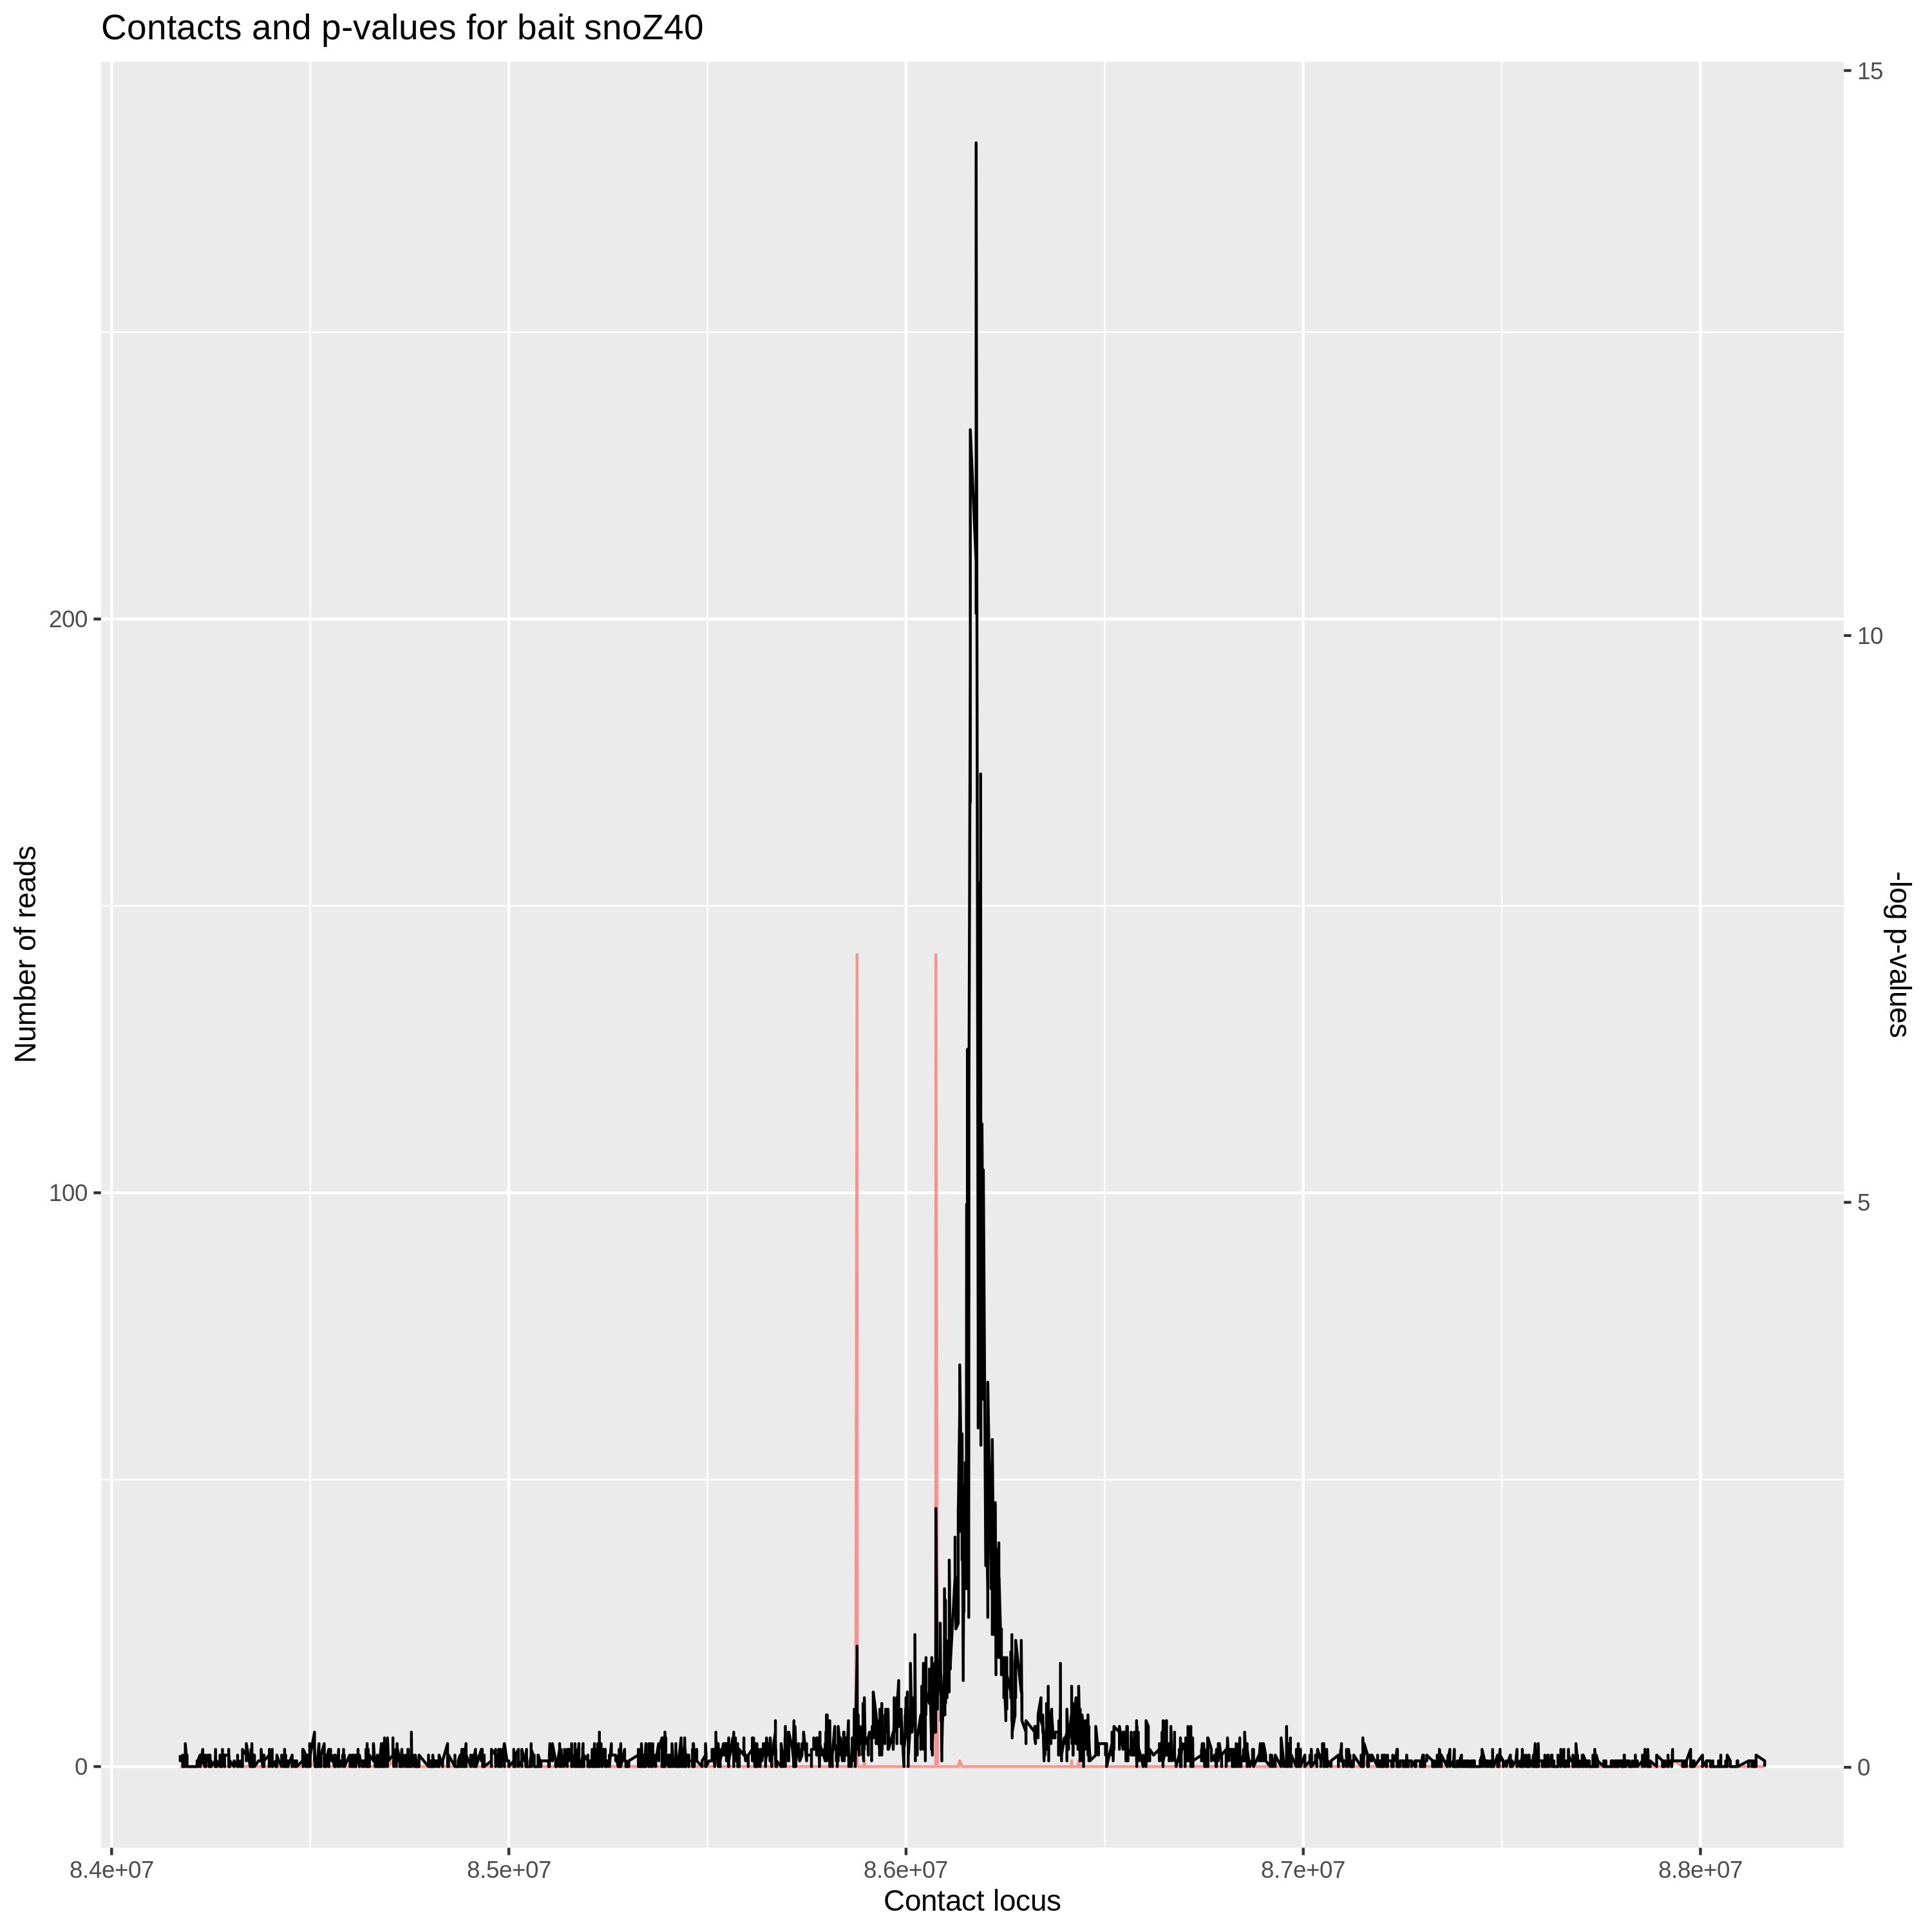 Contacts and p-values for bait snoZ40
15
200
10
Number of reads
-log p-values
100
5
0
0
8.4e+07
8.5e+07
8.6e+07
8.7e+07
8.8e+07
Contact locus